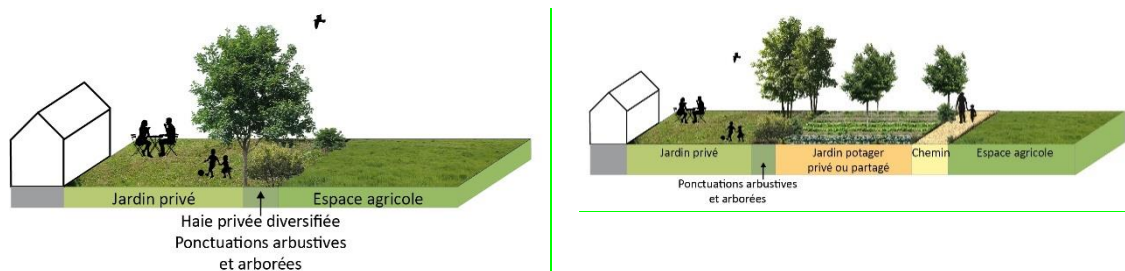 Jardin privé
Espace agricole
Haie privée diversifiée
Ponctuations arbustives
et arborées
Jardin privé
Jardin potager
privé ou partagé
Chemin
Espace agricole
Ponctuations arbustives
et arborées